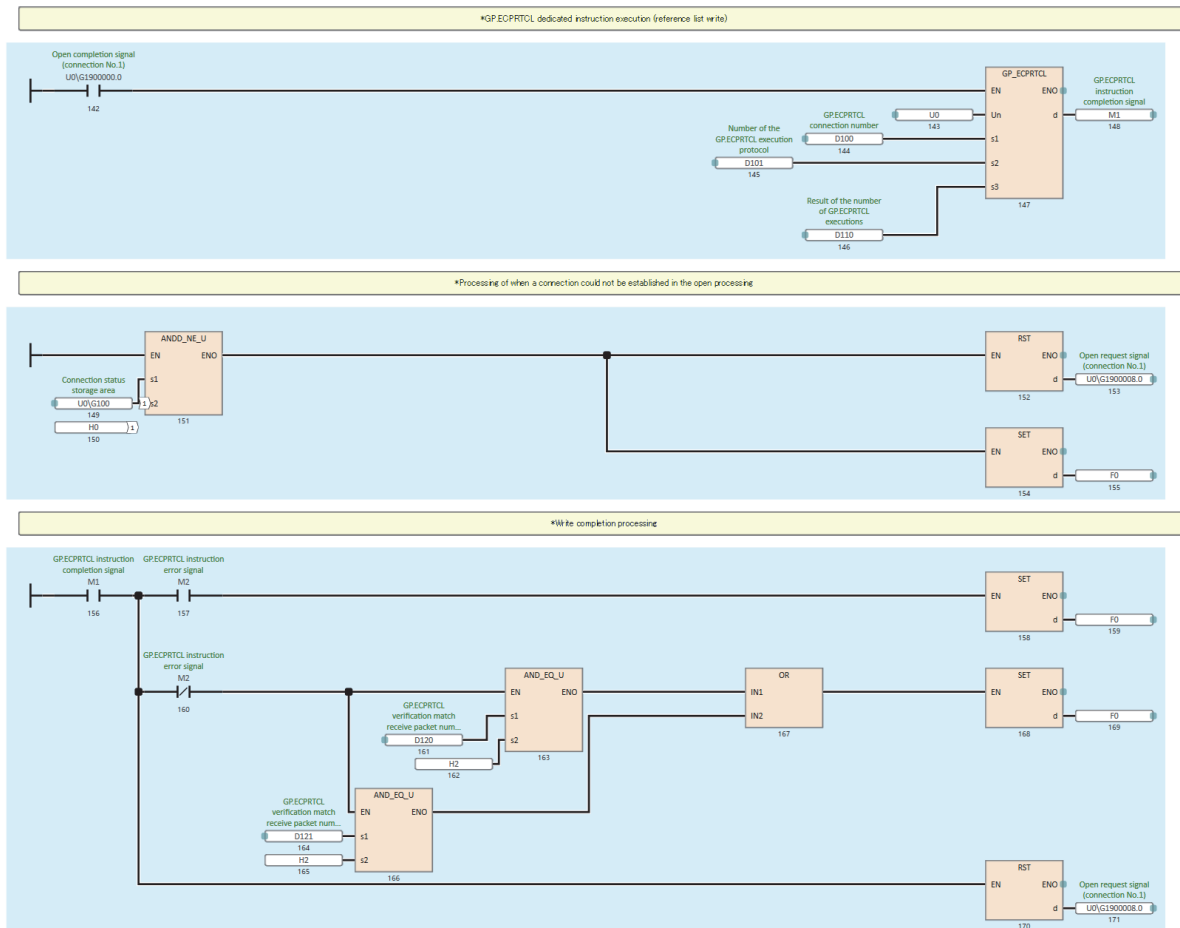 *GP.ECPRTCL dedicated instruction execution (reference list write)
Open completion signal
(connection No.1)
U0\G1900000.0
142
GP_ECPRTCL
EN
ENO
Un
d
s1
s2
s3
147
U0
143
GP.ECPRTCL
connection number
D100
144
Number of the
GP.ECPRTCL execution
protocol
D101
145
Result of the number
of GP.ECPRTCL
executions
D110
146
GP.ECPRTCL
instruction
completion signal
M1
148
*Processing of when a connection could not be established in the open processing
ANDD_NE_U
EN
ENO
s1
s2
151
Connection status
storage area
U0\G100
149
1
H0
1
150
RST
EN
ENO
d
152
Open request signal
(connection No.1)
U0\G1900008.0
153
SET
EN
ENO
d
154
F0
155
*Write completion processing
GP.ECPRTCL instruction
completion signal
M1
156
GP.ECPRTCL instruction
error signal
M2
157
SET
EN
ENO
d
158
F0
159
GP.ECPRTCL instruction
error signal
M2
160
AND_EQ_U
EN
ENO
s1
s2
163
GP.ECPRTCL
verification match
receive packet num...
D120
161
H2
162
OR
IN1
IN2
167
SET
EN
ENO
d
168
F0
169
AND_EQ_U
EN
ENO
s1
s2
166
GP.ECPRTCL
verification match
receive packet num...
D121
164
H2
165
RST
EN
ENO
d
170
Open request signal
(connection No.1)
U0\G1900008.0
171